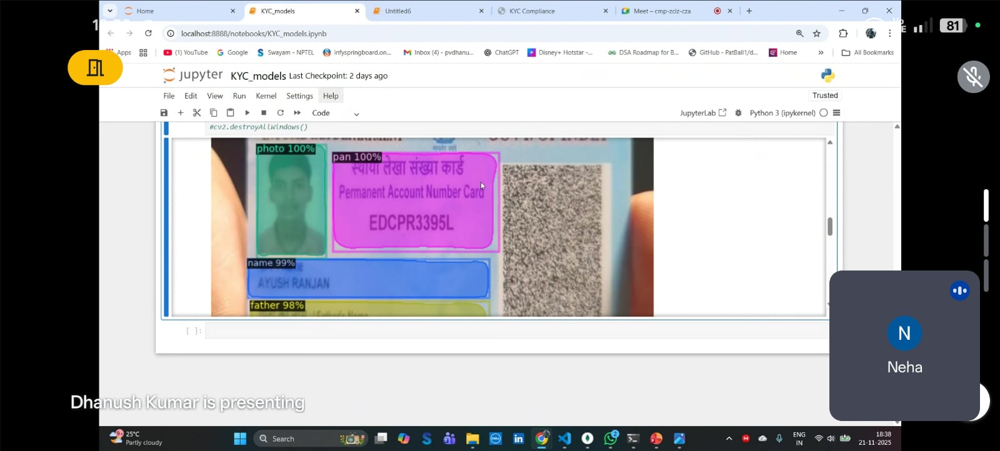 Home
KYC_models
Untitled6
KYC Compliance
Meet – cmp-zciz-cza
81
localhost:8888/notebooks/KYC_models.ipynb
Apps
(1) YouTube
Google
Swayam - NPTEL
infyspringboard.on...
Inbox (4) - pvdhanu...
ChatGPT
Disney+ Hotstar -...
DSA Roadmap for B...
GitHub - PatBall1/d...
Home
All Bookmarks
jupyter KYC_models Last Checkpoint: 2 days ago
File Edit View Run Kernel Settings Help
Trusted
Code
JupyterLab
Python 3 (ipykernel)
#cv2.destroyAllWindows()
photo 100%
pan 100%
स्थायी लेखा संख्या कार्ड
Permanent Account Number Card
EDCPR3395L
name 99%
AYUSH RANJAN
father 98%
[ ]:
N
Neha
Dhanush Kumar is presenting
9+
25°C
Partly cloudy
Search
2
ENG
IN
18:38
21-11-2025